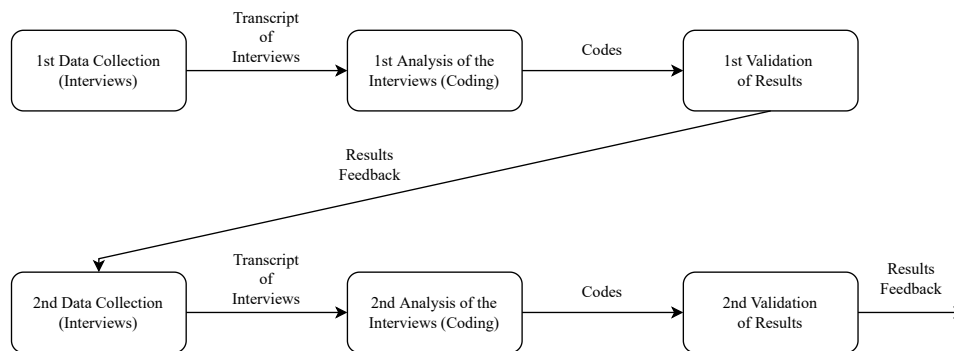 1st Data Collection
(Interviews)
Transcript
of
Interviews
1st Analysis of the
Interviews (Coding)
Codes
1st Validation
of Results
Results
Feedback
2nd Data Collection
(Interviews)
Transcript
of
Interviews
2nd Analysis of the
Interviews (Coding)
Codes
2nd Validation
of Results
Results
Feedback